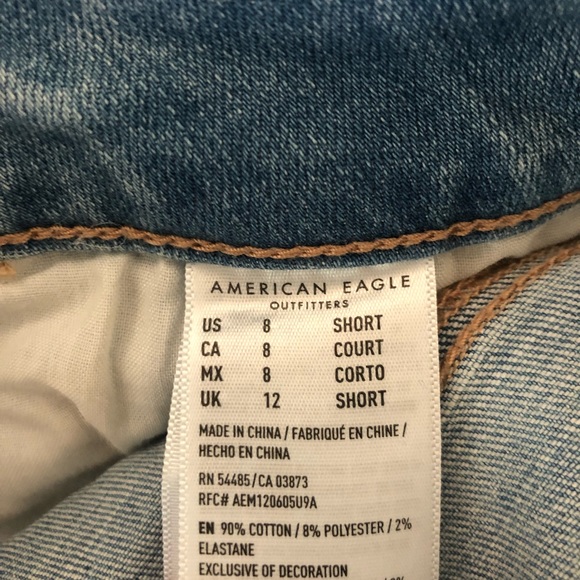 AMERICAN EAGLE
OUTFITTERS
US 8 SHORT
CA 8 COURT
MX 8 CORTO
UK 12 SHORT
MADE IN CHINA / FABRIQUÉ EN CHINE /
HECHO EN CHINA
RN 54485/CA 03873
RFC# AEM120605U9A
EN 90% COTTON / 8% POLYESTER / 2%
ELASTANE
EXCLUSIVE OF DECORATION